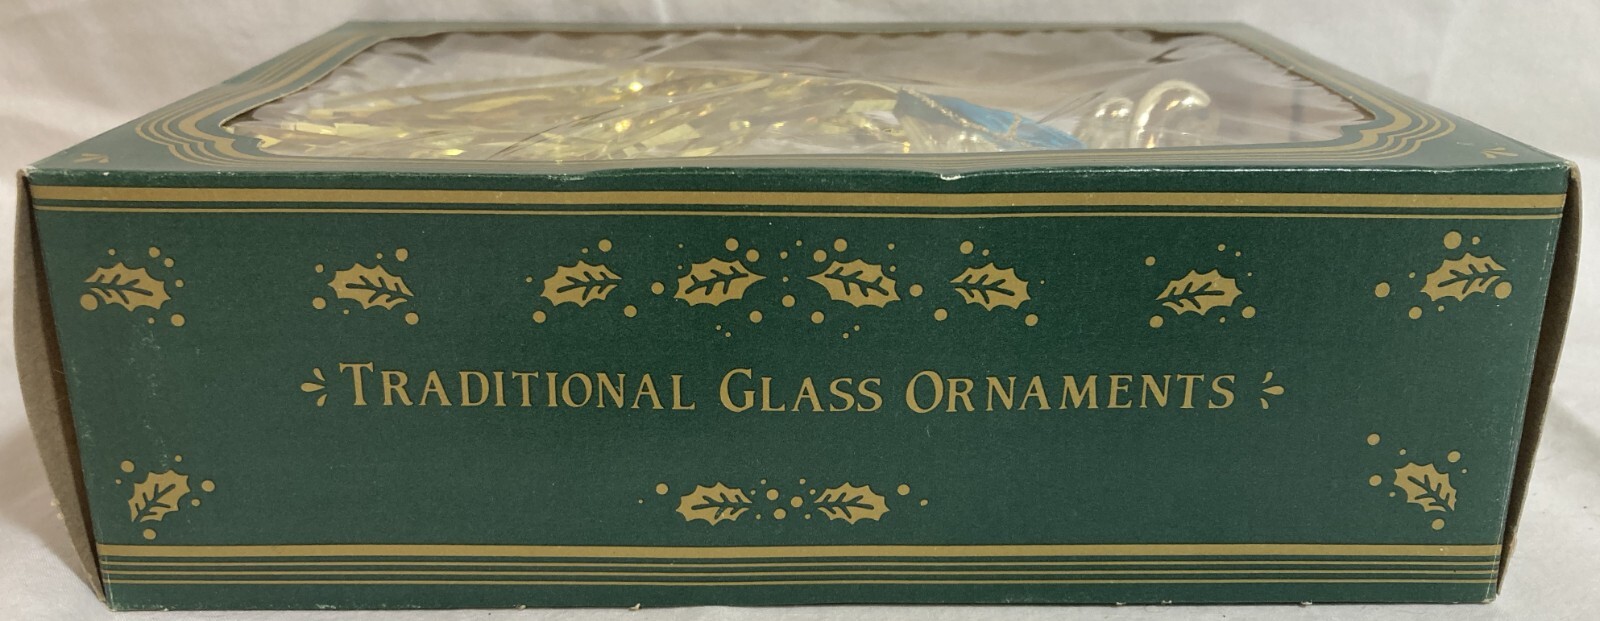 TRADITIONAL GLASS ORNAMENTS